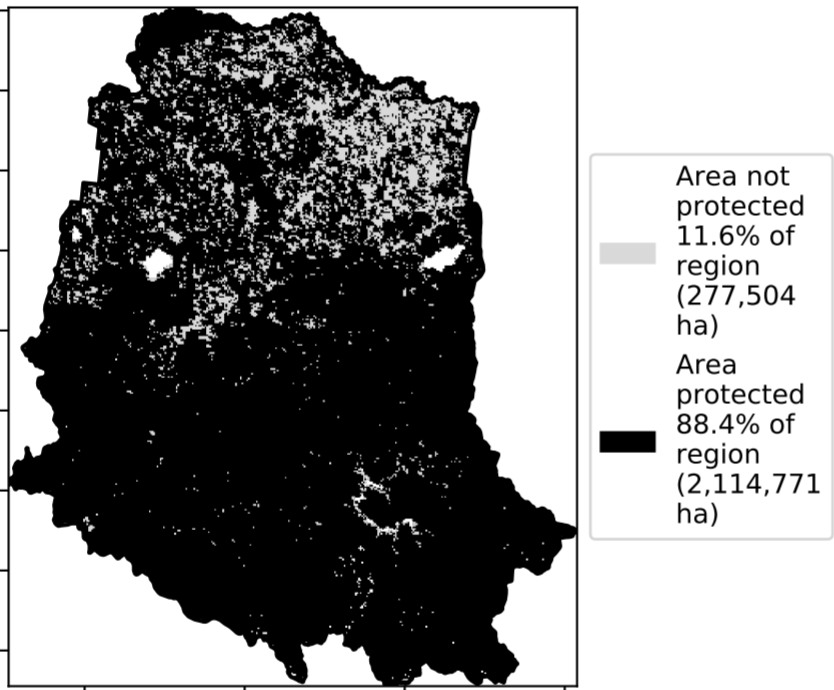 Area not
protected
11.6% of
region
(277,504
ha)
Area
protected
88.4% of
region
(2,114,771
ha)